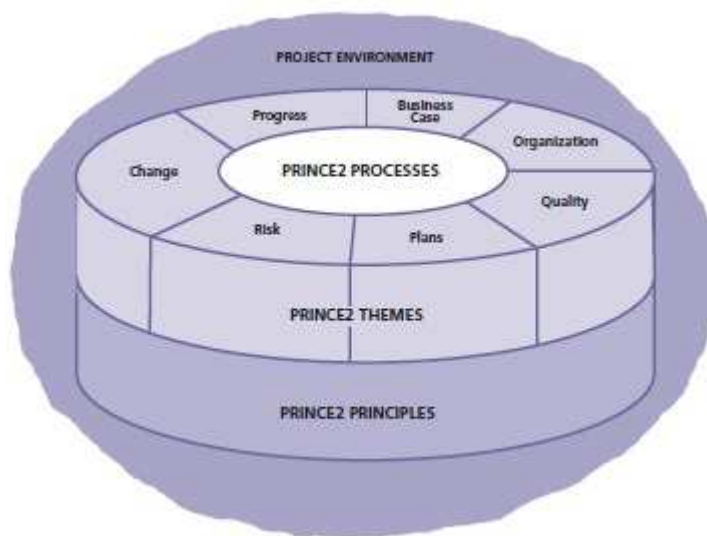 PROJECT ENVIRONMENT
Progress
Business
Case
Organization
Change
PRINCE2 PROCESSES
Quality
Risk
Plans
PRINCE2 THEMES
PRINCE2 PRINCIPLES